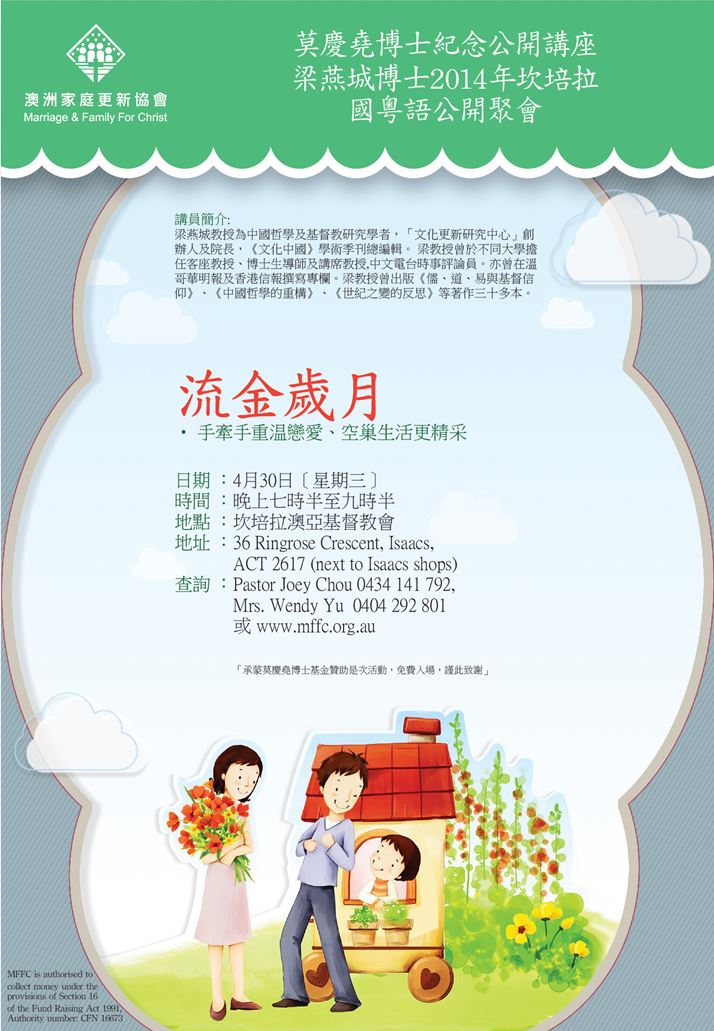 澳洲家庭更新協會
Marriage & Family For Christ
莫慶堯博士紀念公開講座
梁燕城博士2014年坎培拉
國粵語公開聚會
講員簡介:
梁燕城教授為中國哲學及基督教研究學者，「文化更新研究中心」創
辦人及院長，《文化中國》學術季刊總編輯。 梁教授曾於不同大學擔
任客座教授、博士生導師及講席教授,中文電台時事評論員。亦曾在溫
哥華明報及香港信報撰寫專欄。梁教授曾出版《儒、道、易與基督信
仰》、《中國哲學的重構》、《世紀之變的反思》等著作三十多本。
流金歲月
• 手牽手重温戀愛、空巢生活更精采
日期：4月30日〔星期三〕
時間：晚上七時半至九時半
地點：坎培拉澳亞基督教會
地址：36 Ringrose Crescent, Isaacs,
ACT 2617 (next to Isaacs shops)
查詢：Pastor Joey Chou 0434 141 792,
Mrs. Wendy Yu 0404 292 801
或 www.mffc.org.au
「承蒙莫慶堯博士基金贊助是次活動，免費入場，謹此致謝」
MFFC is authorised to
collect money under the
provisions of Section 16
of the Fund Raising Act 1991,
Authority number: CFN 16673